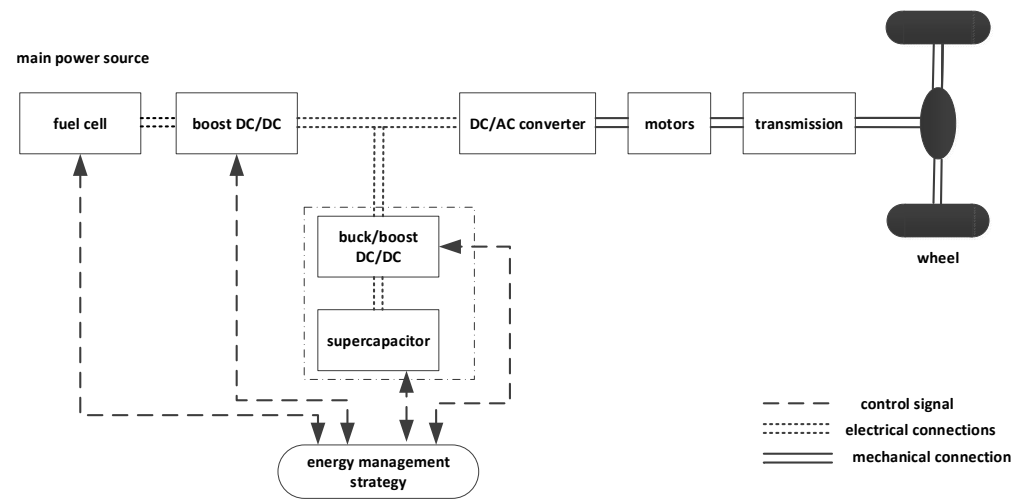 main power source
fuel cell
boost DC/DC
DC/AC converter
motors
transmission
buck/boost
DC/DC
wheel
supercapacitor
control signal
electrical connections
mechanical connection
energy management
strategy